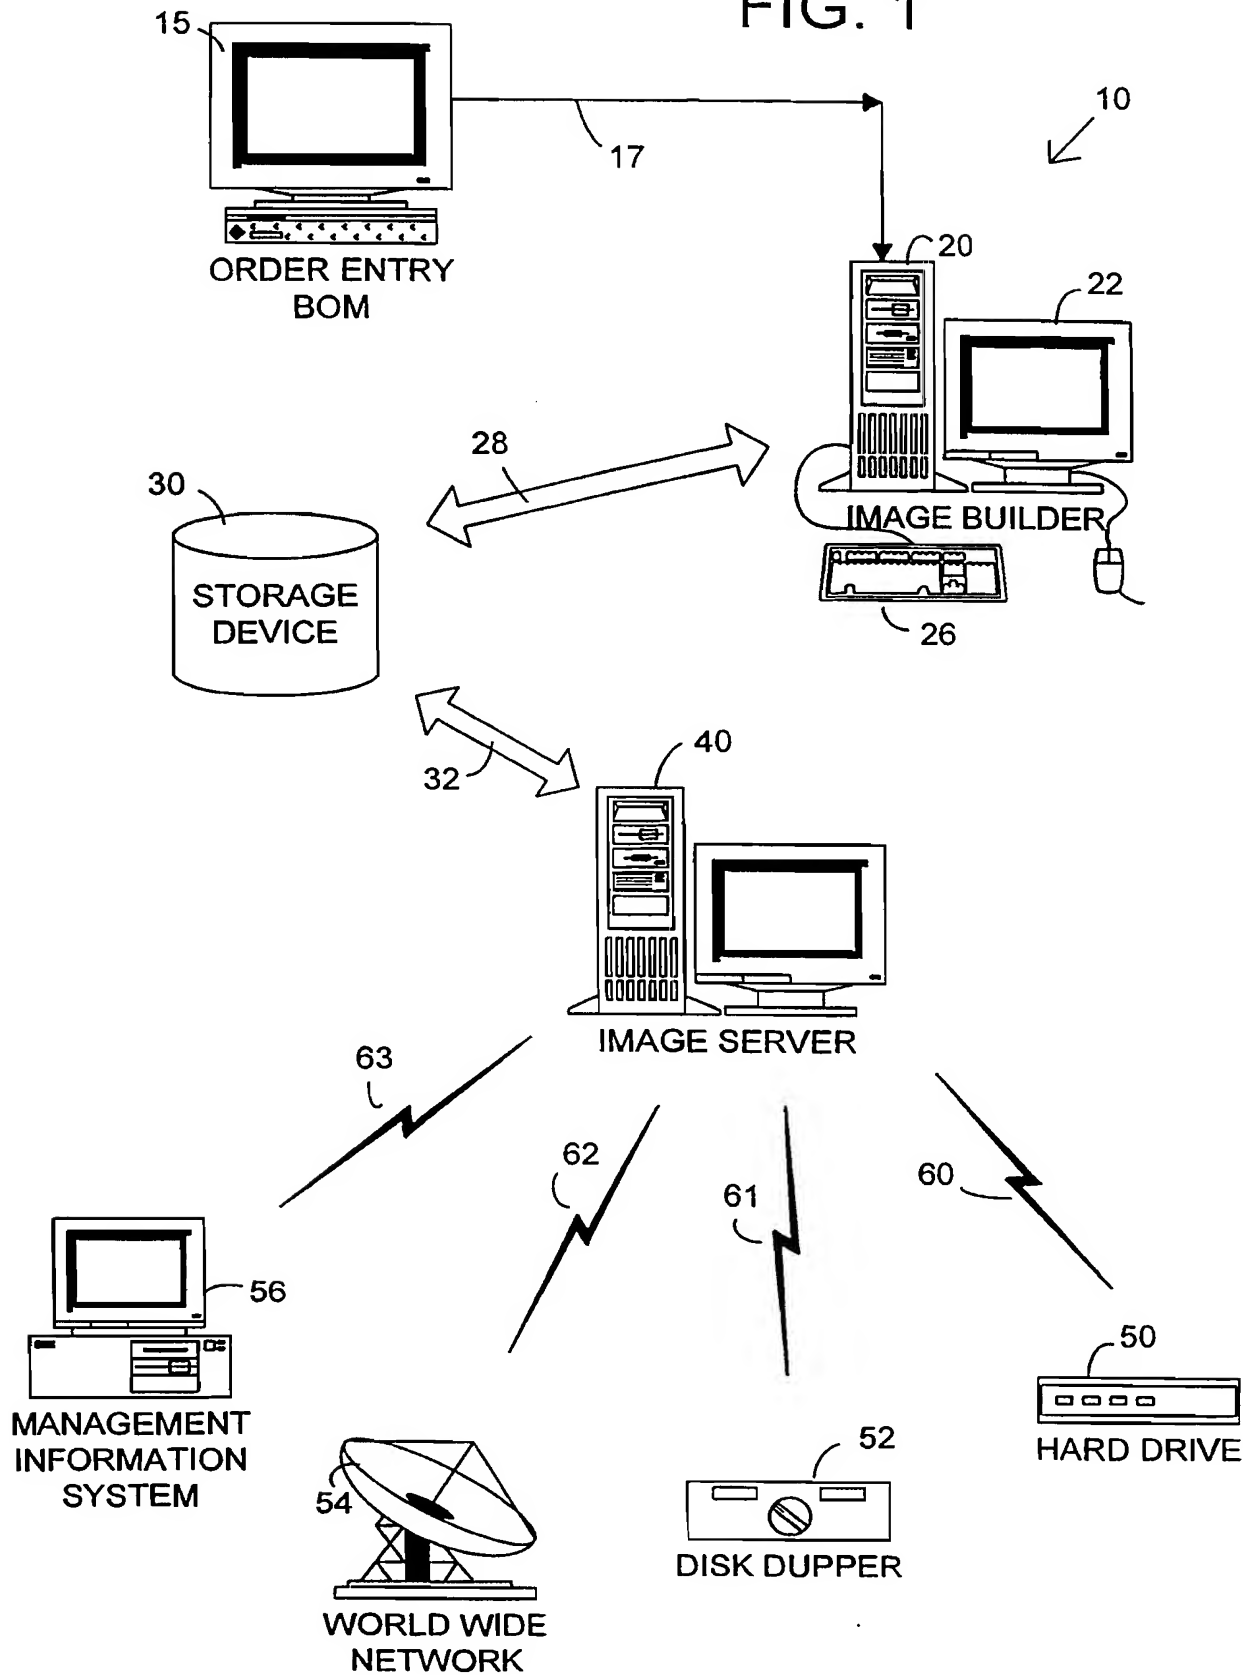 FIG. 1
15
10
17
20
ORDER ENTRY
BOM
22
28
30
IMAGE BUILDER
STORAGE
DEVICE
26
40
32
IMAGE SERVER
63
62
61
60
56
50
MANAGEMENT
INFORMATION
SYSTEM
HARD DRIVE
52
54
DISK DUPPER
WORLD WIDE
NETWORK